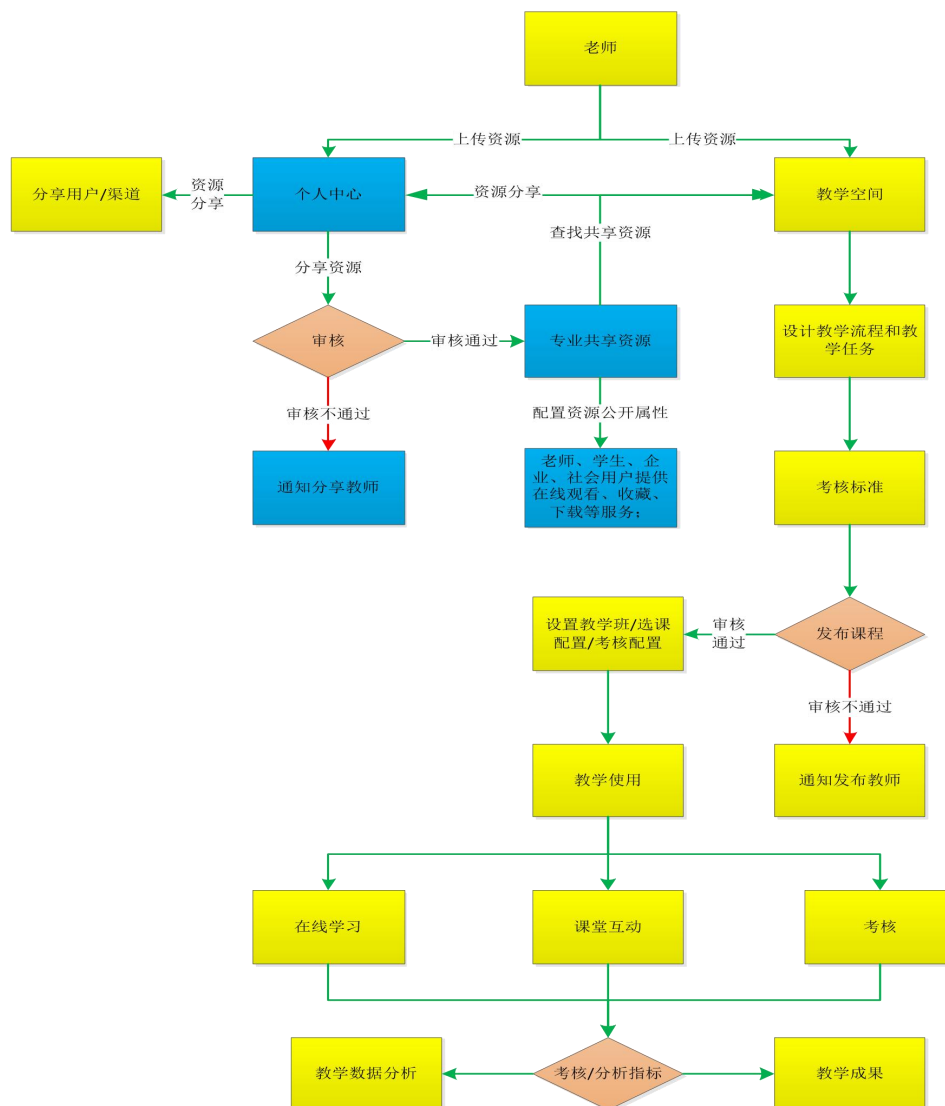 老师
上传资源
上传资源
分享用户/渠道
资源
分享
个人中心
资源分享
教学空间
查找共享资源
分享资源
审核
审核通过
专业共享资源
设计教学流程和教
学任务
审核不通过
配置资源公开属性
通知分享教师
老师、学生、企
业、社会用户提供
在线观看、收藏、
下载等服务；
考核标准
设置教学班/选课
配置/考核配置
审核
通过
发布课程
审核不通过
教学使用
通知发布教师
在线学习
课堂互动
考核
教学数据分析
考核/分析指标
教学成果